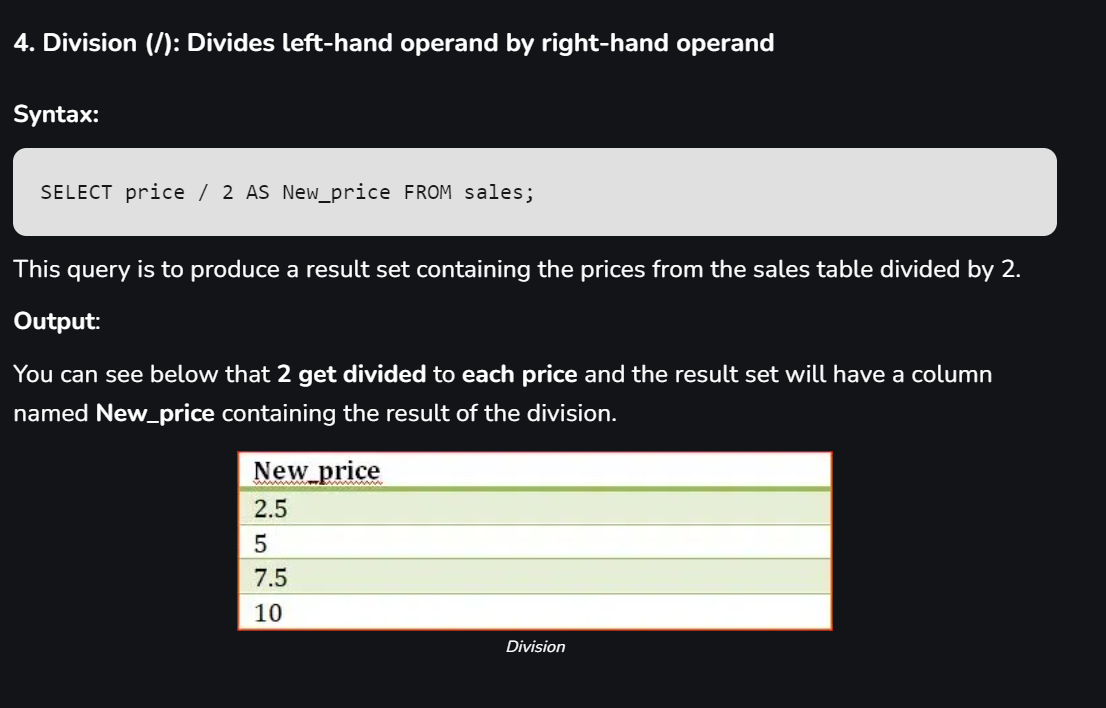 4. Division (/): Divides left-hand operand by right-hand operand
Syntax:
SELECT price / 2 AS New_price FROM sales;
This query is to produce a result set containing the prices from the sales table divided by 2.
Output:
You can see below that 2 get divided to each price and the result set will have a column
named New_price containing the result of the division.
New_price
2.5
5
7.5
10
Division